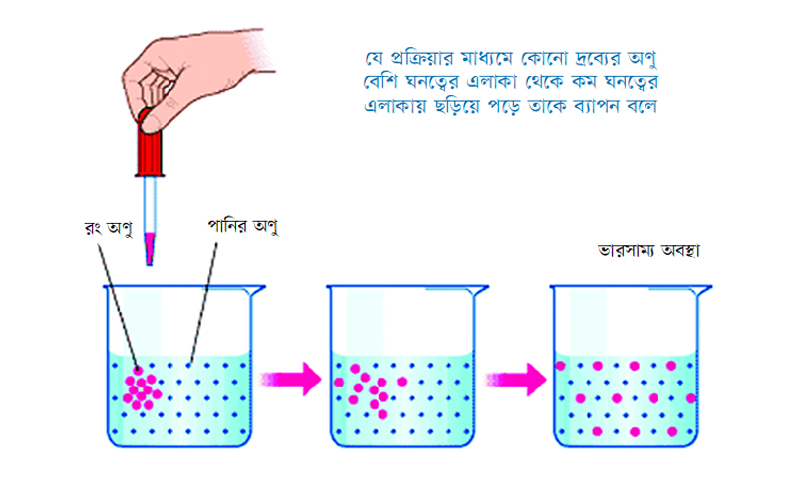 যে প্রক্রিয়ার মাধ্যমে কোনো দ্রব্যের অণু
বেশি ঘনত্বের এলাকা থেকে কম ঘনত্বের
এলাকায় ছড়িয়ে পড়ে তাকে ব্যাপন বলে
রং অণু
পানির অণু
ভারসাম্য অবস্থা